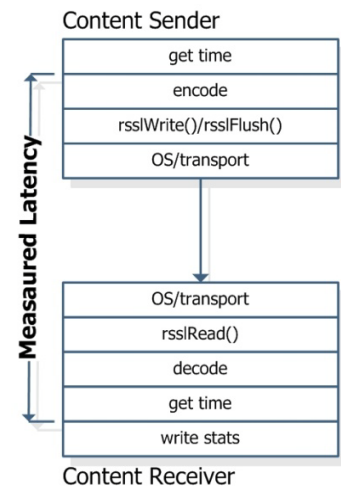 Content Sender
get time
encode
rsslWrite()/rsslFlush()
OS/transport
Measaured Latency
OS/transport
rsslRead()
decode
get time
write stats
Content Receiver